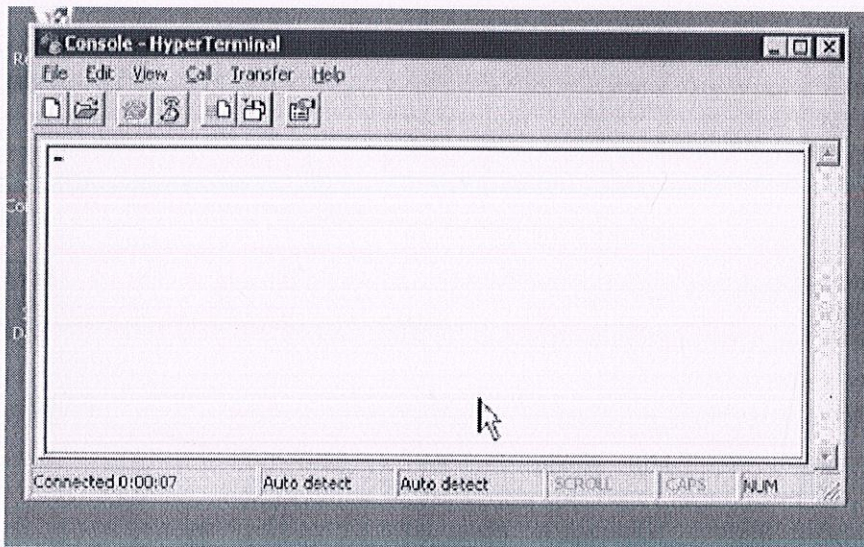 Console - HyperTerminal
File Edit View Call Transfer Help
Connected 0:00:07 Auto detect Auto detect SCROLL CAPS NUM